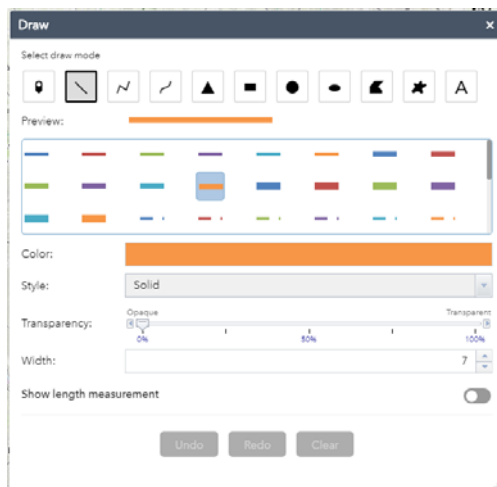 Draw ×
Select draw mode
A
Preview:
Color:
Style: Solid
Opaque Transparent
Transparency:
0% 50% 100%
Width: 7
Show length measurement
Undo Redo Clear